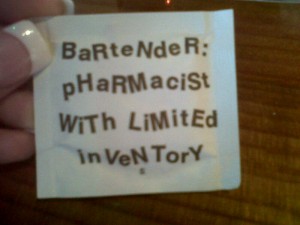 BaRteNdeR:
pHaRMacist
WiTh LiMitEd
inVeNTorY